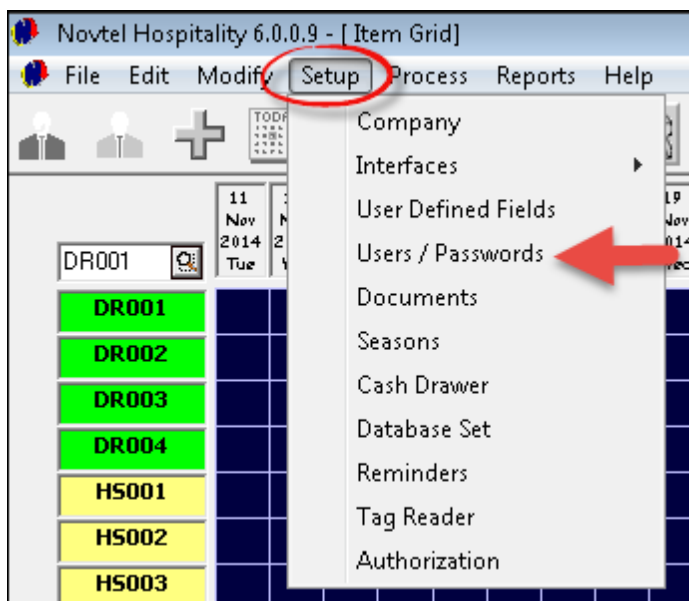 Novtel Hospitality 6.0.0.9 - [ Item Grid]
File Edit Modify Setup Process Reports Help
Company
Interfaces
User Defined Fields
Users / Passwords
Documents
Seasons
Cash Drawer
Database Set
Reminders
Tag Reader
Authorization
11
Nov
2014
Tue
DR001
DR001
DR002
DR003
DR004
HS001
HS002
HS003